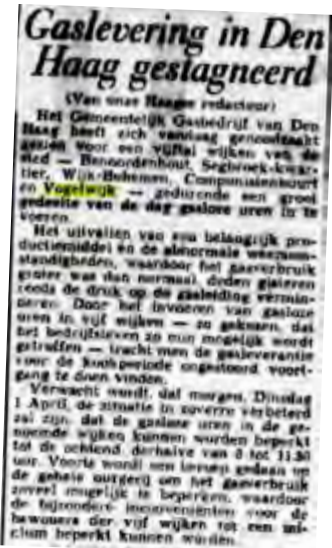 Gaslevering in Den
Haag gestagneerd
(Van onze Haagse redacteur)
Het Gemeentelijk Gasbedrijf van Den
Haag heeft zich vandaag genoodzaakt
gezien voor een vijftal wijken van de
stad — Benoordenhout, Segbroek-kwar-
tier, Wijk-Bohemen, Componistenbuurt
en Vogelwijk — gedurende een groot
gedeelte van de dag gasloze uren in te
voeren.
Het uitvallen van een belangrijk pro-
ductiemiddel en de abnormale weersom-
standigheden, waardoor het gasverbruik
groter was dan normaal, deden gisteren
reeds de druk op de gasleiding vermin-
deren. Door het invoeren van gasloze
uren in vijf wijken — zo gekozen, dat
het bedrijfsleven zo min mogelijk wordt
getroffen — tracht men de gasleverantie
voor de kookperiode ongestoord voort-
gang te doen vinden.
Verwacht wordt, dat morgen, Dinsdag
1 April, de situatie in zoverre verbeterd
zal zijn, dat de gasloze uren in de ge-
noemde wijken kunnen worden beperkt
tot de ochtend derhalve van 8 tot 11.30
uur. Voorts wordt een beroep gedaan op
de gehele burgerij om het gasverbruik
zoveel mogelijk te beperken, waardoor
de bijzondere inconveniënten voor de
bewoners der vijf wijken tot een mi-
nimum beperkt kunnen worden.